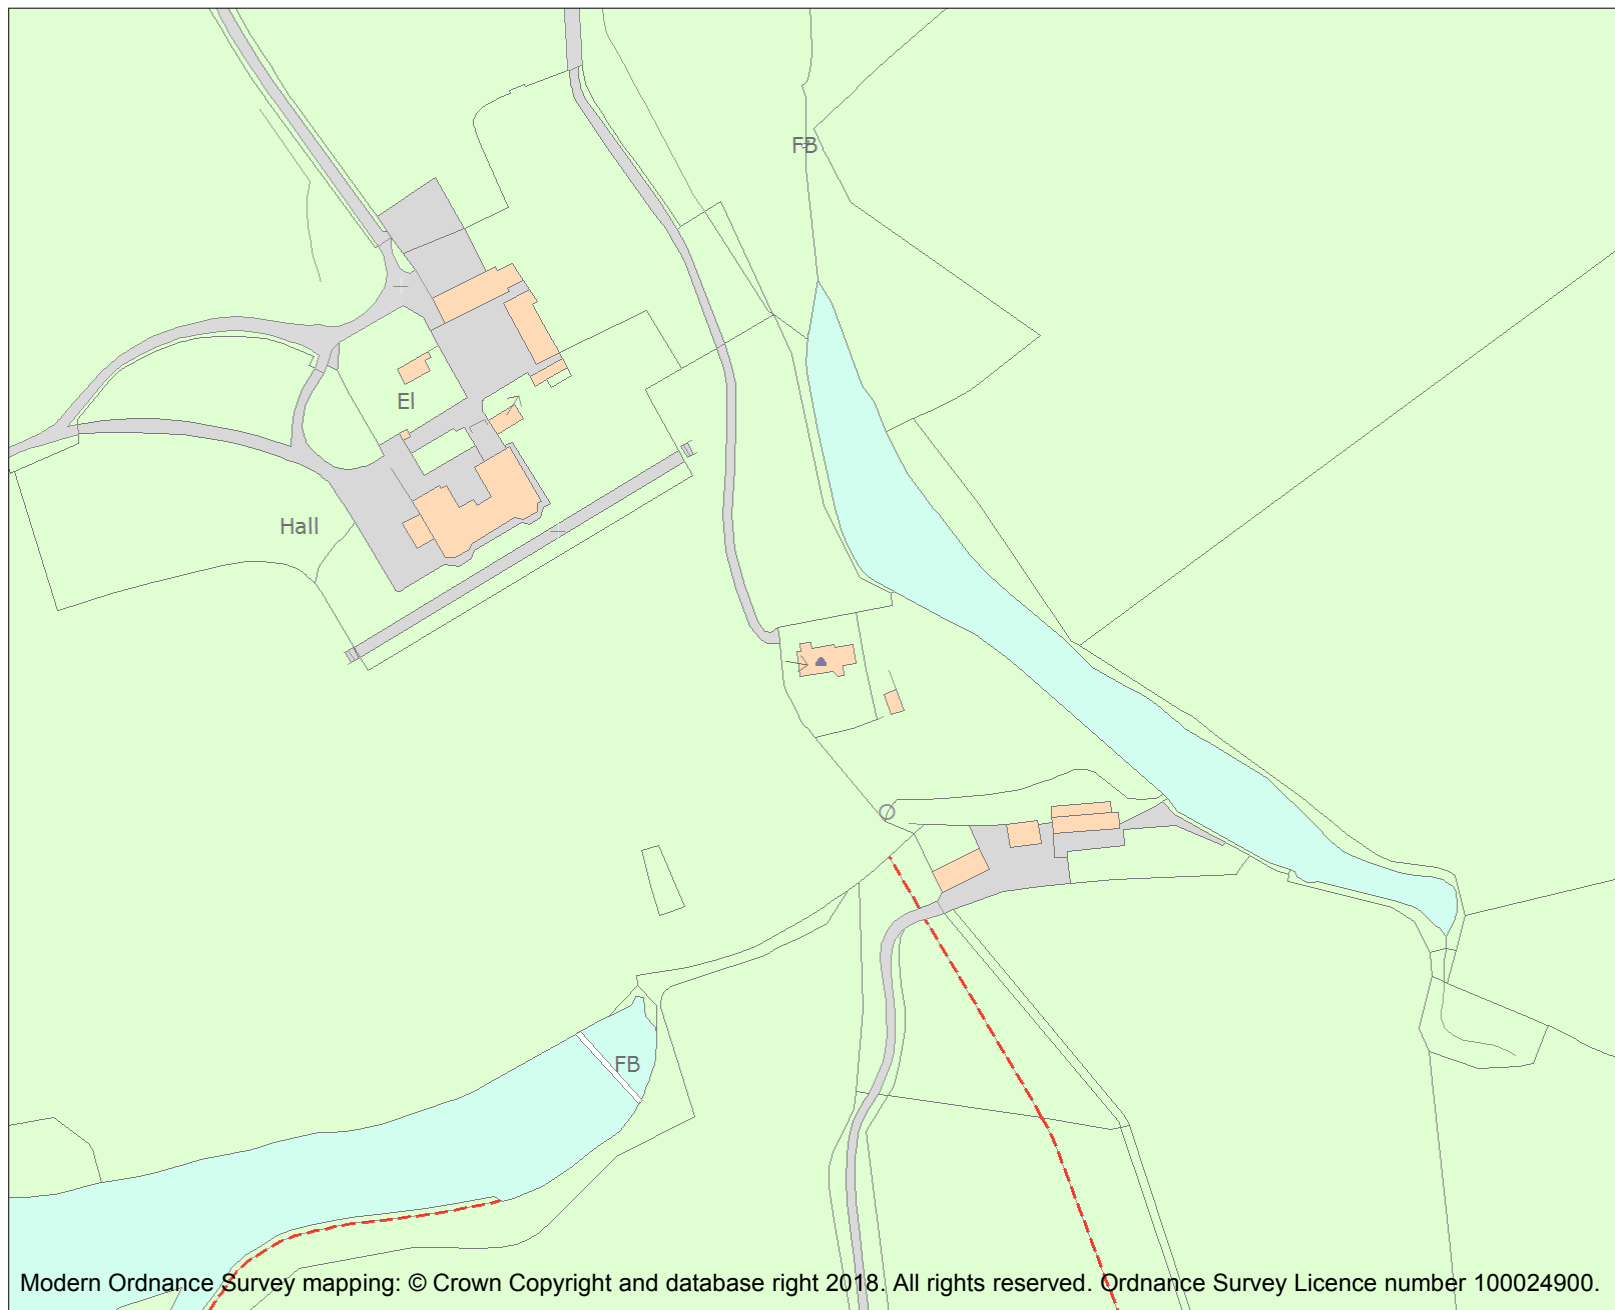 FB
El
Hall
FB
Modern Ordnance Survey mapping: © Crown Copyright and database right 2018. All rights reserved. Ordnance Survey Licence number 100024900.